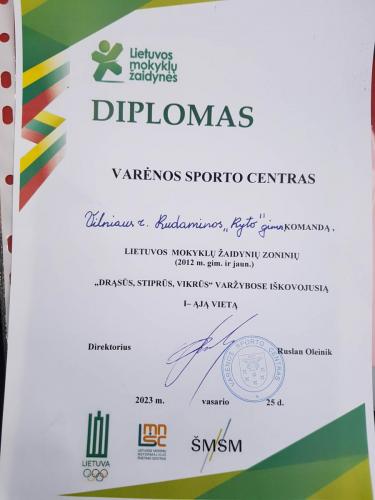 Lietuvos
mokyklų
žaidynės
DIPLOMAS
VARĖNOS SPORTO CENTRAS
Vilniaus r. Rudaminos „Ryto“ gimn KOMANDĄ,
LIETUVOS MOKYKLŲ ŽAIDYNIŲ ZONINIŲ
(2012 m. gim. ir jaun.)
„DRĄSŪS, STIPRŪS, VIKRŪS“ VARŽYBOSE IŠKOVOJUSIĄ
I– ĄJĄ VIETĄ
Direktorius
Ruslan Oleinik
VARĖNOS SPORTO CENTRAS
2023 m. vasario 25 d.
LIETUVA
LMNŠC
ŠMSM